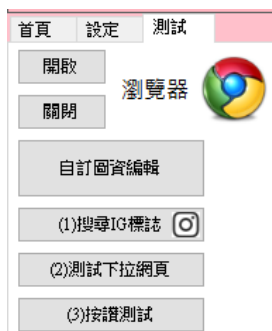 首頁 設定 測試
開啟
瀏覽器
關閉
自訂圖資編輯
(1)搜尋IG標誌
(2)測試下拉網頁
(3)按讚測試